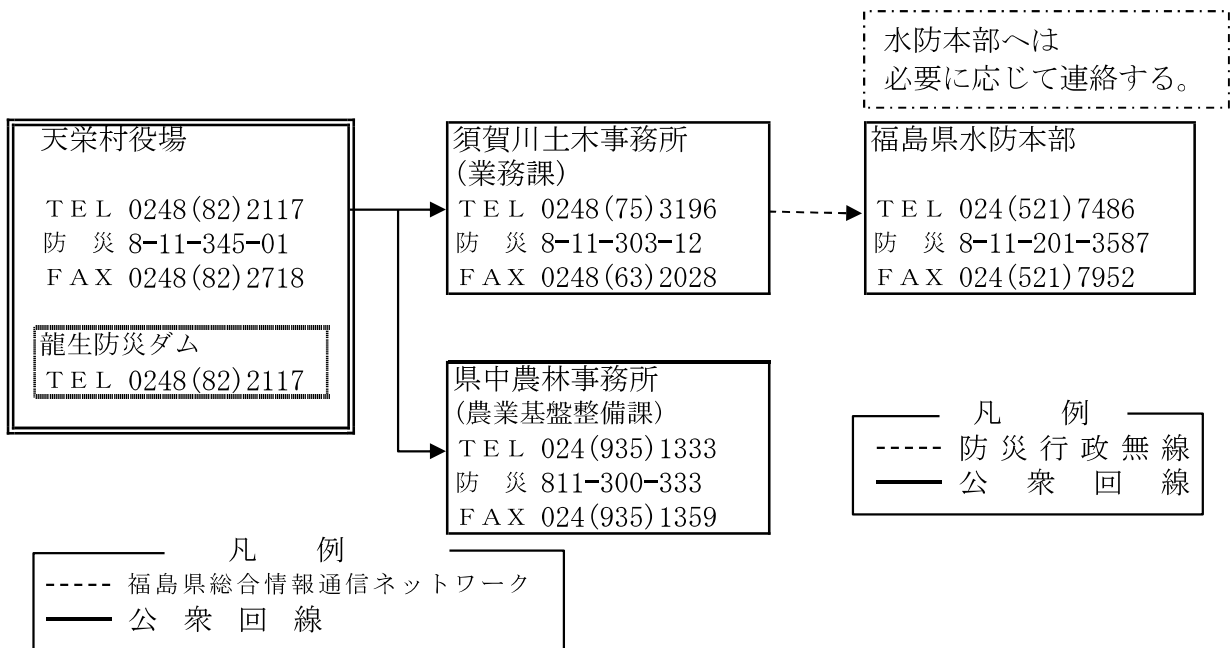 水防本部へは
必要に応じて連絡する。
天栄村役場
ＴＥＬ 0248(82)2117
防　災 8-11-345-01
ＦＡＸ 0248(82)2718
龍生防災ダム
ＴＥＬ 0248(82)2117
須賀川土木事務所
(業務課)
ＴＥＬ 0248(75)3196
防　災 8-11-303-12
ＦＡＸ 0248(63)2028
福島県水防本部
ＴＥＬ 024(521)7486
防　災 8-11-201-3587
ＦＡＸ 024(521)7952
県中農林事務所
(農業基盤整備課)
ＴＥＬ 024(935)1333
防　災 811-300-333
ＦＡＸ 024(935)1359
凡　例
防災行政無線
公衆回線
凡　例
福島県総合情報通信ネットワーク
公衆回線